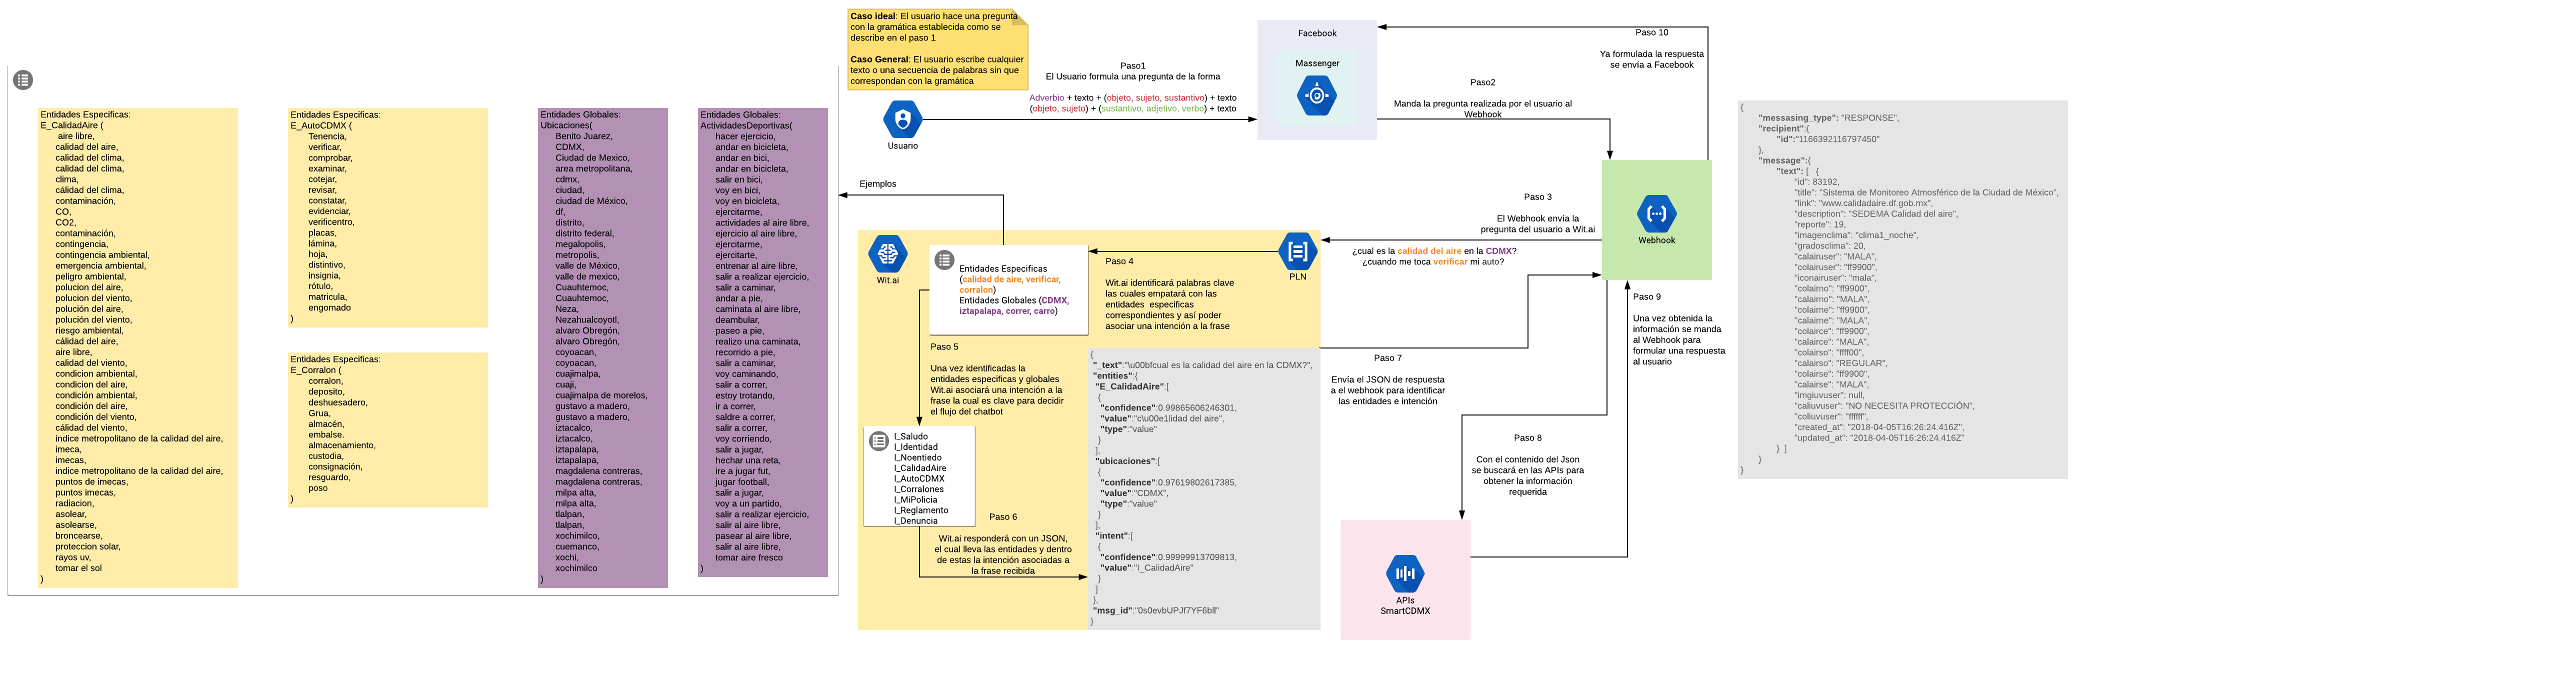 Entidades Especificas:
E_CalidadAire (
aire libre,
calidad del aire,
calidad del clima,
calidad del clima,
clima,
cálidad del clima,
contaminación,
CO,
CO2,
contaminación,
contingencia,
contingencia ambiental,
emergencia ambiental,
peligro ambiental,
polucion del aire,
polucion del viento,
polución del aire,
polución del viento,
riesgo ambiental,
cálidad del aire,
aire libre,
calidad del viento,
condicion ambiental,
condicion del aire,
condición ambiental,
condición del aire,
condición del viento,
cálidad del viento,
indice metropolitano de la calidad del aire,
imeca,
imecas,
indice metropolitano de la calidad del aire,
puntos de imecas,
puntos imecas,
radiacion,
asolear,
asolearse,
broncearse,
proteccion solar,
rayos uv,
tomar el sol
)
Entidades Especificas:
E_AutoCDMX (
Tenencia,
verificar,
comprobar,
examinar,
cotejar,
revisar,
constatar,
evidenciar,
verificentro,
placas,
lámina,
hoja,
distintivo,
insignia,
rótulo,
matricula,
engomado
)
Entidades Especificas:
E_Corralon (
corralon,
deposito,
deshuesadero,
Grua,
almacén,
embalse.
almacenamiento,
custodia,
consignación,
resguardo,
poso
)
Entidades Globales:
Ubicaciones(
Benito Juarez,
CDMX,
Ciudad de Mexico,
area metropolitana,
cdmx,
ciudad,
ciudad de México,
df,
distrito,
distrito federal,
megalopolis,
metropolis,
valle de México,
valle de mexico,
Cuauhtemoc,
Cuauhtemoc,
Neza,
Nezahualcoyotl,
alvaro Obregón,
alvaro Obregón,
coyoacan,
coyoacan,
cuajimalpa,
cuaji,
cuajimalpa de morelos,
gustavo a madero,
gustavo a madero,
iztacalco,
iztacalco,
iztapalapa,
iztapalapa,
magdalena contreras,
magdalena contreras,
milpa alta,
milpa alta,
tlalpan,
tlalpan,
xochimilco,
cuemanco,
xochi,
xochimilco
)
Entidades Globales:
ActividadesDeportivas(
hacer ejercicio,
andar en bicicleta,
andar en bici,
andar en bicicleta,
salir en bici,
voy en bici,
voy en bicicleta,
ejercitarme,
actividades al aire libre,
ejercicio al aire libre,
ejercitarme,
ejercitarte,
entrenar al aire libre,
salir a realizar ejercicio,
salir a caminar,
andar a pie,
caminata al aire libre,
deambular,
paseo a pie,
realizo una caminata,
recorrido a pie,
salir a caminar,
voy caminando,
salir a correr,
estoy trotando,
ir a correr,
saldre a correr,
salir a correr,
voy corriendo,
salir a jugar,
hechar una reta,
ire a jugar fut,
jugar football,
salir a jugar,
voy a un partido,
salir a realizar ejercicio,
salir al aire libre,
pasear al aire libre,
salir al aire libre,
tomar aire fresco
)
Caso ideal: El usuario hace una pregunta
con la gramática establecida como se
describe en el paso 1
Caso General: El usuario escribe cualquier
texto o una secuencia de palabras sin que
correspondan con la gramática
Usuario
Paso1
El Usuario formula una pregunta de la forma
Adverbio + texto + (objeto, sujeto, sustantivo) + texto
(objeto, sujeto) + (sustantivo, adjetivo, verbo) + texto
Facebook
Massenger
Paso2
Manda la pregunta realizada por el usuario al
Webhook
Paso 10
Ya formulada la respuesta
se envía a Facebook
Webhook
Paso 3
El Webhook envía la
pregunta del usuario a Wit.ai
¿cual es la calidad del aire en la CDMX?
¿cuando me toca verificar mi auto?
Ejemplos
Wit.ai
Entidades Especificas
(calidad de aire, verificar,
corralon)
Entidades Globales (CDMX,
iztapalapa, correr, carro)
PLN
Paso 4
Wit.ai identificará palabras clave
las cuales empatará con las
entidades especificas
correspondientes y así poder
asociar una intención a la frase
Paso 5
Una vez identificadas la
entidades especificas y globales
Wit.ai asociará una intención a la
frase la cual es clave para decidir
el flujo del chatbot
I_Saludo
I_Identidad
I_Noentiedo
I_CalidadAire
I_AutoCDMX
I_Corralones
I_MiPolicia
I_Reglamento
I_Denuncia
Paso 6
Wit.ai responderá con un JSON,
el cual lleva las entidades y dentro
de estas la intención asociadas a
la frase recibida
{
"_text":"\u00bfcual es la calidad del aire en la CDMX?",
"entities":{
"E_CalidadAire":[
{
"confidence":0.99865606246301,
"value":"c\u00e1lidad del aire",
"type":"value"
}
],
"ubicaciones":[
{
"confidence":0.97619802617385,
"value":"CDMX",
"type":"value"
}
],
"intent":[
{
"confidence":0.99999913709813,
"value":"I_CalidadAire"
}
]
},
"msg_id":"0s0evbUPJf7YF6bll"
}
Paso 7
Envía el JSON de respuesta
a el webhook para identificar
las entidades e intención
Paso 8
Con el contenido del Json
se buscará en las APIs para
obtener la información
requerida
Paso 9
Una vez obtenida la
información se manda
al Webhook para
formular una respuesta
al usuario
APIs
SmartCDMX
{
"messasing_type": "RESPONSE",
"recipient":{
"id":"1166392116797450"
},
"message":{
"text": [ {
"id": 83192,
"title": "Sistema de Monitoreo Atmosférico de la Ciudad de México",
"link": "www.calidadaire.df.gob.mx",
"description": "SEDEMA Calidad del aire",
"reporte": 19,
"imagenclima": "clima1_noche",
"gradosclima": 20,
"calairuser": "MALA",
"colairuser": "ff9900",
"iconairuser": "mala",
"colairno": "ff9900",
"calairno": "MALA",
"colairne": "ff9900",
"calairne": "MALA",
"colairce": "ff9900",
"calairce": "MALA",
"colairso": "ffff00",
"calairso": "REGULAR",
"colairse": "ff9900",
"calairse": "MALA",
"imgiuvuser": null,
"caliuvuser": "NO NECESITA PROTECCIÓN",
"coliuvuser": "ffffff",
"created_at": "2018-04-05T16:26:24.416Z",
"updated_at": "2018-04-05T16:26:24.416Z"
} ]
}
}